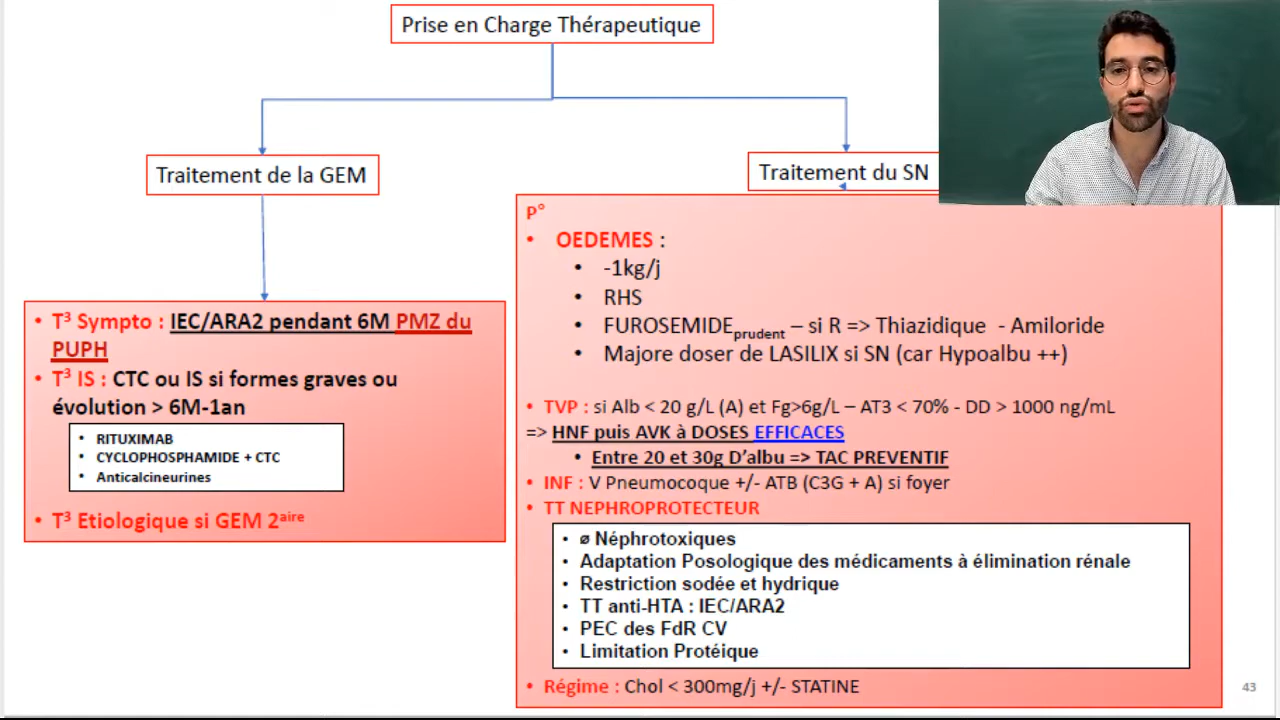 Prise en Charge Thérapeutique
Traitement de la GEM
Traitement du SN
• T³ Sympto : IEC/ARA2 pendant 6M PMZ du
PUPH
• T³ IS : CTC ou IS si formes graves ou
évolution > 6M-1an
• RITUXIMAB
• CYCLOPHOSPHAMIDE + CTC
• Anticalcineurines
• T³ Etiologique si GEM 2aire
P°
• OEDEMES :
• -1kg/j
• RHS
• FUROSEMIDEprudent – si R => Thiazidique - Amiloride
• Majore doser de LASILIX si SN (car Hypoalbu ++)
• TVP : si Alb < 20 g/L (A) et Fg>6g/L – AT3 < 70% - DD > 1000 ng/mL
=> HNF puis AVK à DOSES EFFICACES
• Entre 20 et 30g D’albu => TAC PREVENTIF
• INF : V Pneumocoque +/- ATB (C3G + A) si foyer
• TT NEPHROPROTECTEUR
• ø Néphrotoxiques
• Adaptation Posologique des médicaments à élimination rénale
• Restriction sodée et hydrique
• TT anti-HTA : IEC/ARA2
• PEC des FdR CV
• Limitation Protéique
• Régime : Chol < 300mg/j +/- STATINE
43